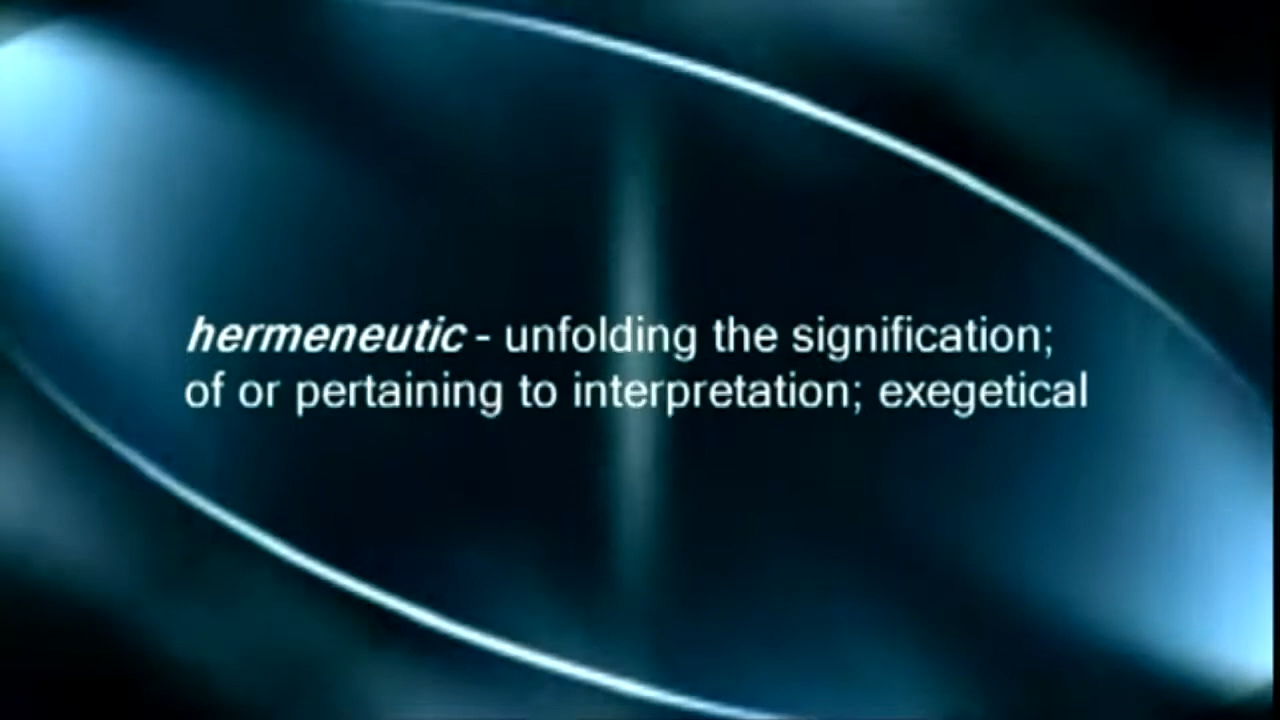 hermeneutic - unfolding the signification;
of or pertaining to interpretation; exegetical